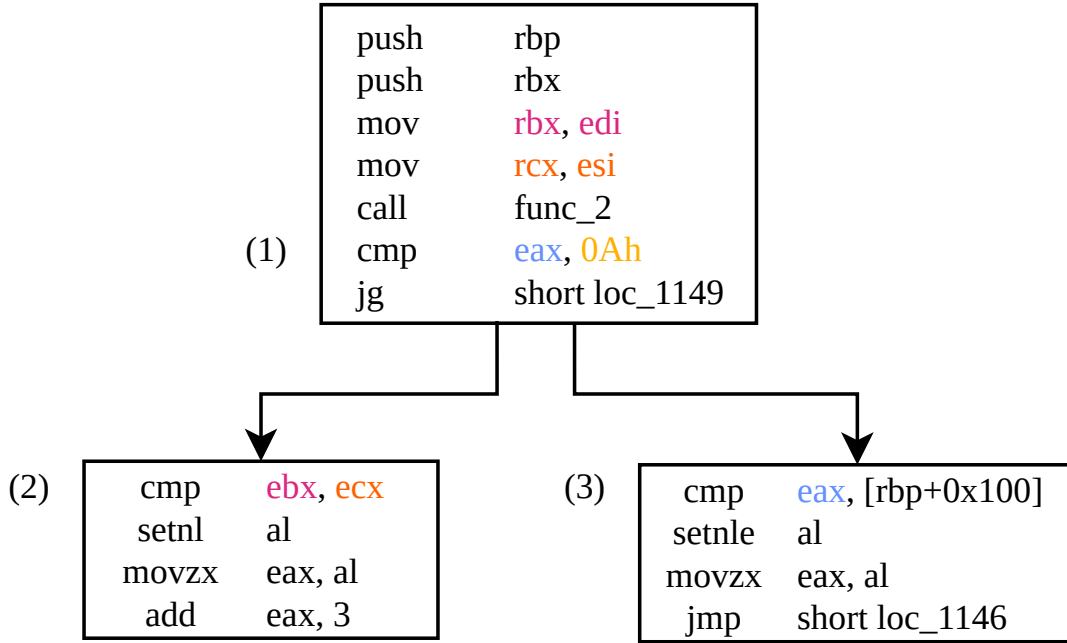 push rbp
push rbx
mov rbx, edi
mov rcx, esi
call func_2
(1) cmp eax, 0Ah
jg short loc_1149
(2) cmp ebx, ecx
setnl al
movzx eax, al
add eax, 3
(3) cmp eax, [rbp+0x100]
setnle al
movzx eax, al
jmp short loc_1146